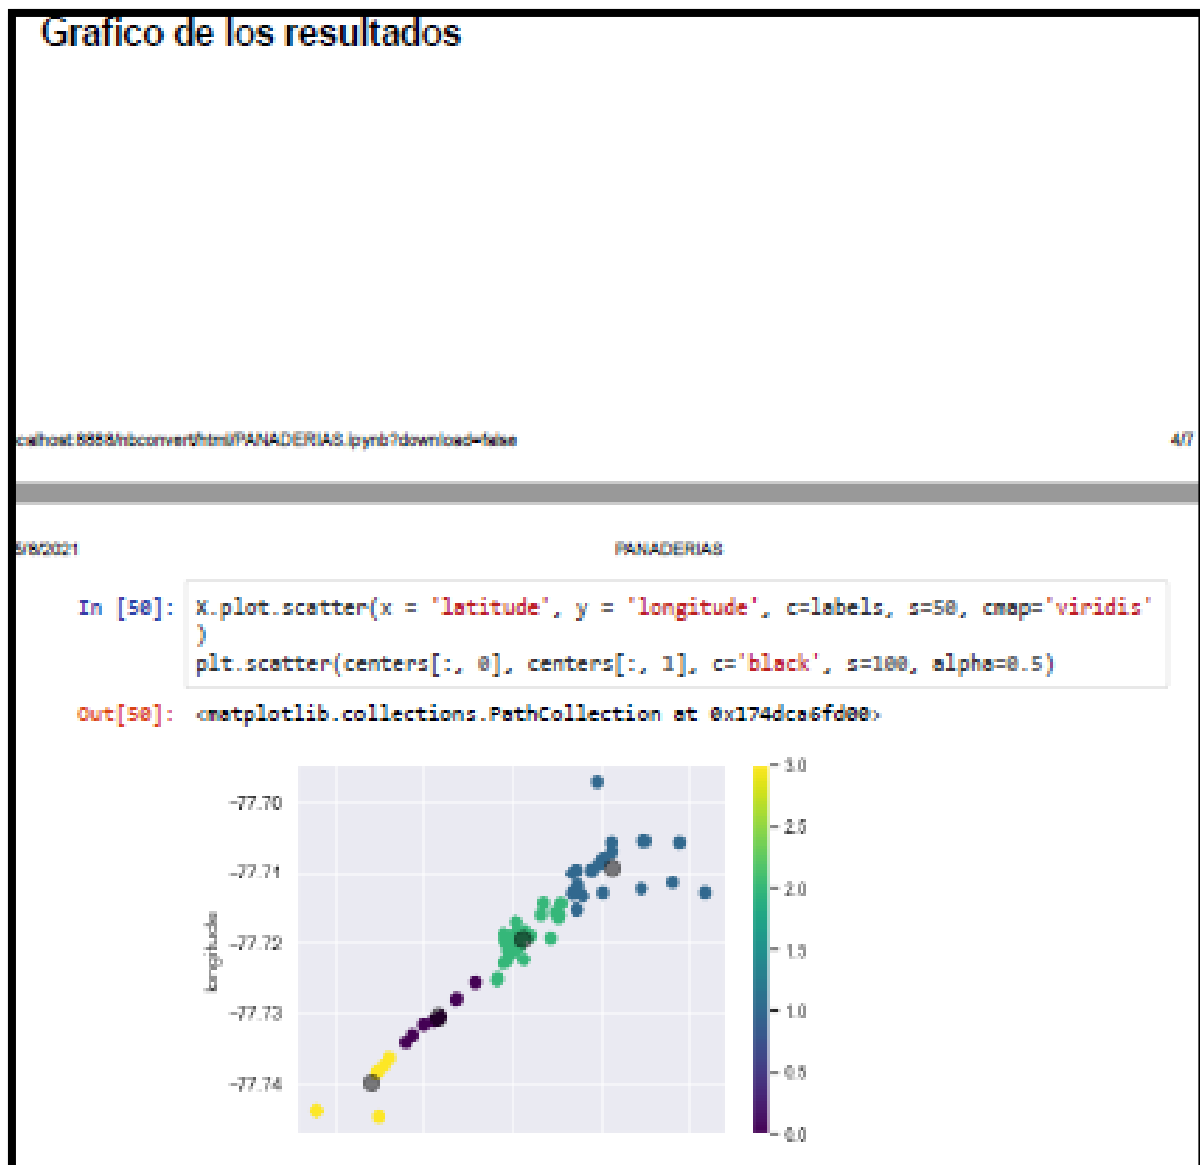 Grafico de los resultados
calhost:8888/nbconvert/html/PANADERIAS.ipynb?download=false
4/7
5/8/2021
PANADERIAS
In [50]: X.plot.scatter(x = 'latitude', y = 'longitude', c=labels, s=50, cmap='viridis'
)
plt.scatter(centers[:, 0], centers[:, 1], c='black', s=100, alpha=0.5)
Out[50]: <matplotlib.collections.PathCollection at 0x174dca6fd00>
longitude
-77.70
-77.71
-77.72
-77.73
-77.74
3.0
2.5
2.0
1.5
1.0
0.5
0.0